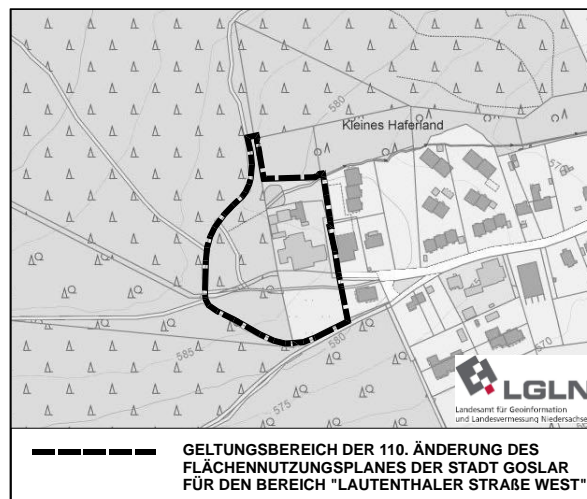 580
Kleines Haferland
575
585
580
575
570
LGLN
Landesamt für Geoinformation
und Landesvermessung Niedersachse
GELTUNGSBEREICH DER 110. ÄNDERUNG DES
FLÄCHENNUTZUNGSPLANES DER STADT GOSLAR
FÜR DEN BEREICH "LAUTENTHALER STRAßE WEST"